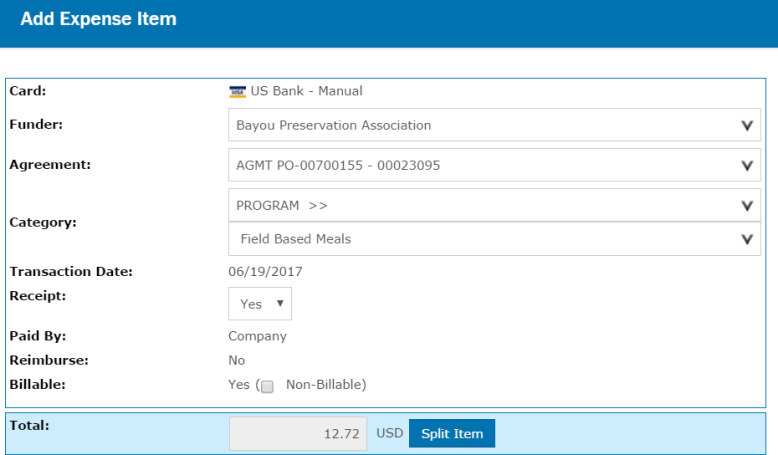 Add Expense Item
Card: VISA US Bank - Manual
Funder: Bayou Preservation Association
Agreement: AGMT PO-00700155 - 00023095
Category: PROGRAM >>
Field Based Meals
Transaction Date: 06/19/2017
Receipt: Yes
Paid By: Company
Reimburse: No
Billable: Yes ( Non-Billable)
Total: 12.72 USD Split Item